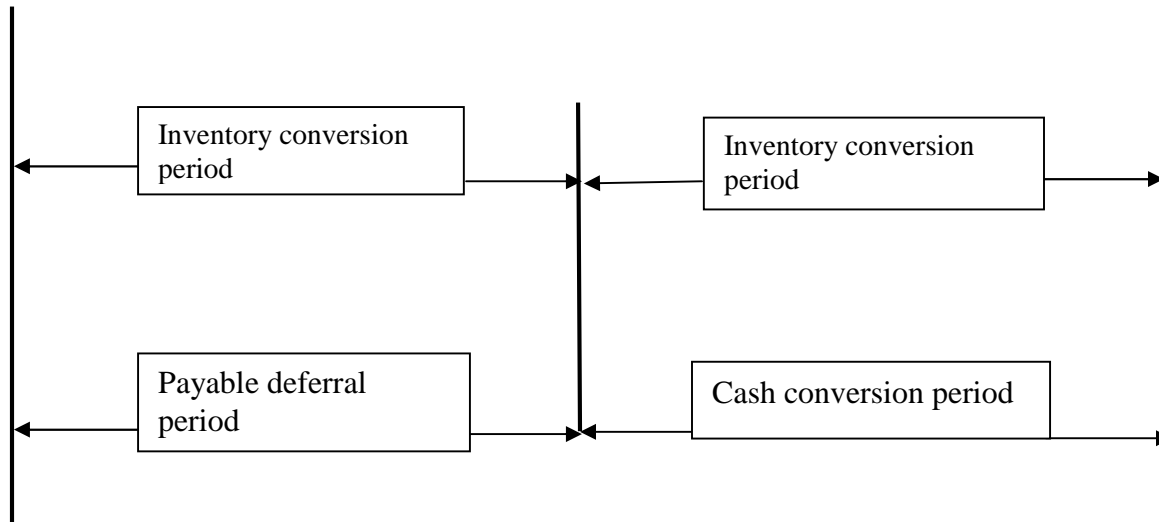 Inventory conversion
period
Inventory conversion
period
Payable deferral
period
Cash conversion period